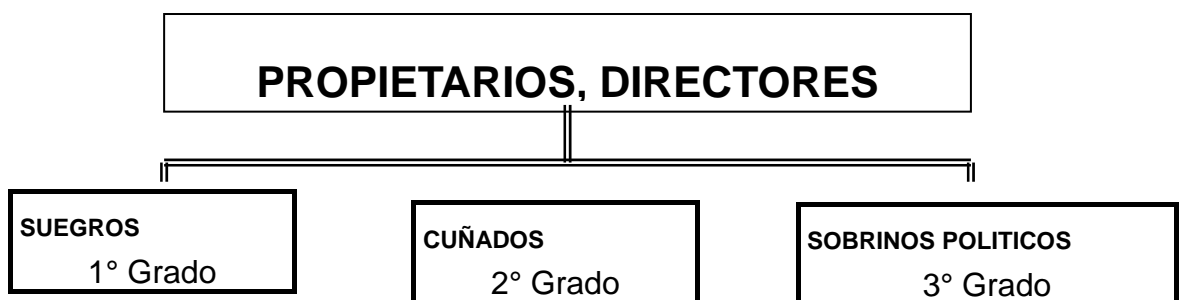 PROPIETARIOS, DIRECTORES
SUEGROS
1° Grado
CUÑADOS
2° Grado
SOBRINOS POLITICOS
3° Grado